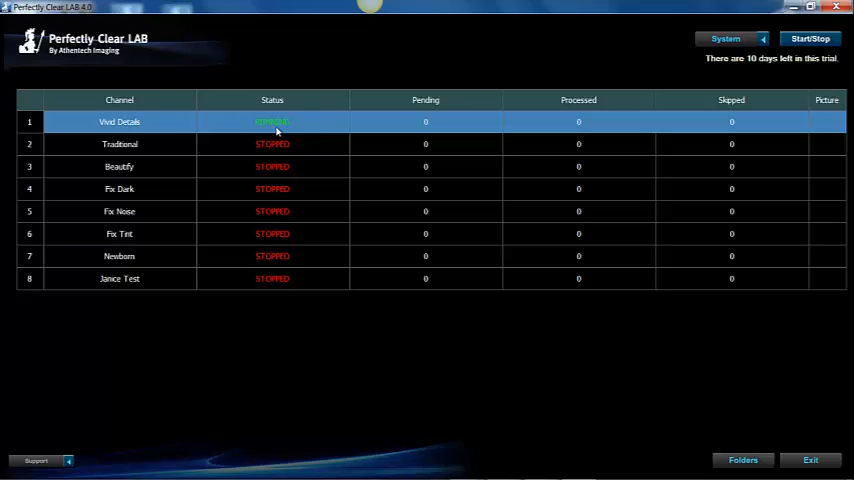 Perfectly Clear LAB 4.0
Perfectly Clear LAB
By Athentech Imaging
System
Start/Stop
There are 10 days left in this trial.
Channel Status Pending Processed Skipped Picture
1 Vivid Details 0 0 0
2 Traditional STOPPED 0 0 0
3 Beautify STOPPED 0 0 0
4 Fix Dark STOPPED 0 0 0
5 Fix Noise STOPPED 0 0 0
6 Fix Tint STOPPED 0 0 0
7 Newborn STOPPED 0 0 0
8 Janice Test STOPPED 0 0 0
Support
Folders
Exit